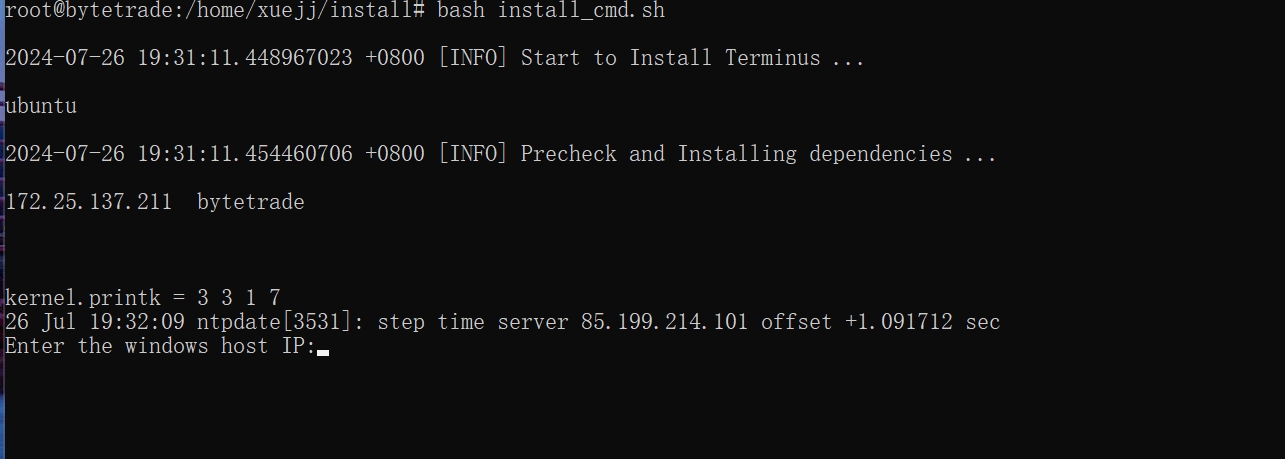 root@bytetrade:/home/xuejj/install# bash install_cmd.sh
2024-07-26 19:31:11.448967023 +0800 [INFO] Start to Install Terminus ...
ubuntu
2024-07-26 19:31:11.454460706 +0800 [INFO] Precheck and Installing dependencies ...
172.25.137.211  bytetrade
kernel.printk = 3 3 1 7
26 Jul 19:32:09 ntpdate[3531]: step time server 85.199.214.101 offset +1.091712 sec
Enter the windows host IP: